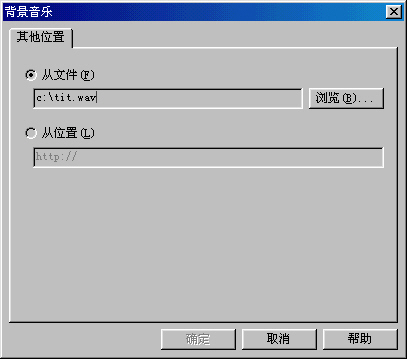 背景音乐
其他位置
从文件(F)
c:\tit.wav
浏览(B)...
从位置(L)
http://
确定
取消
帮助